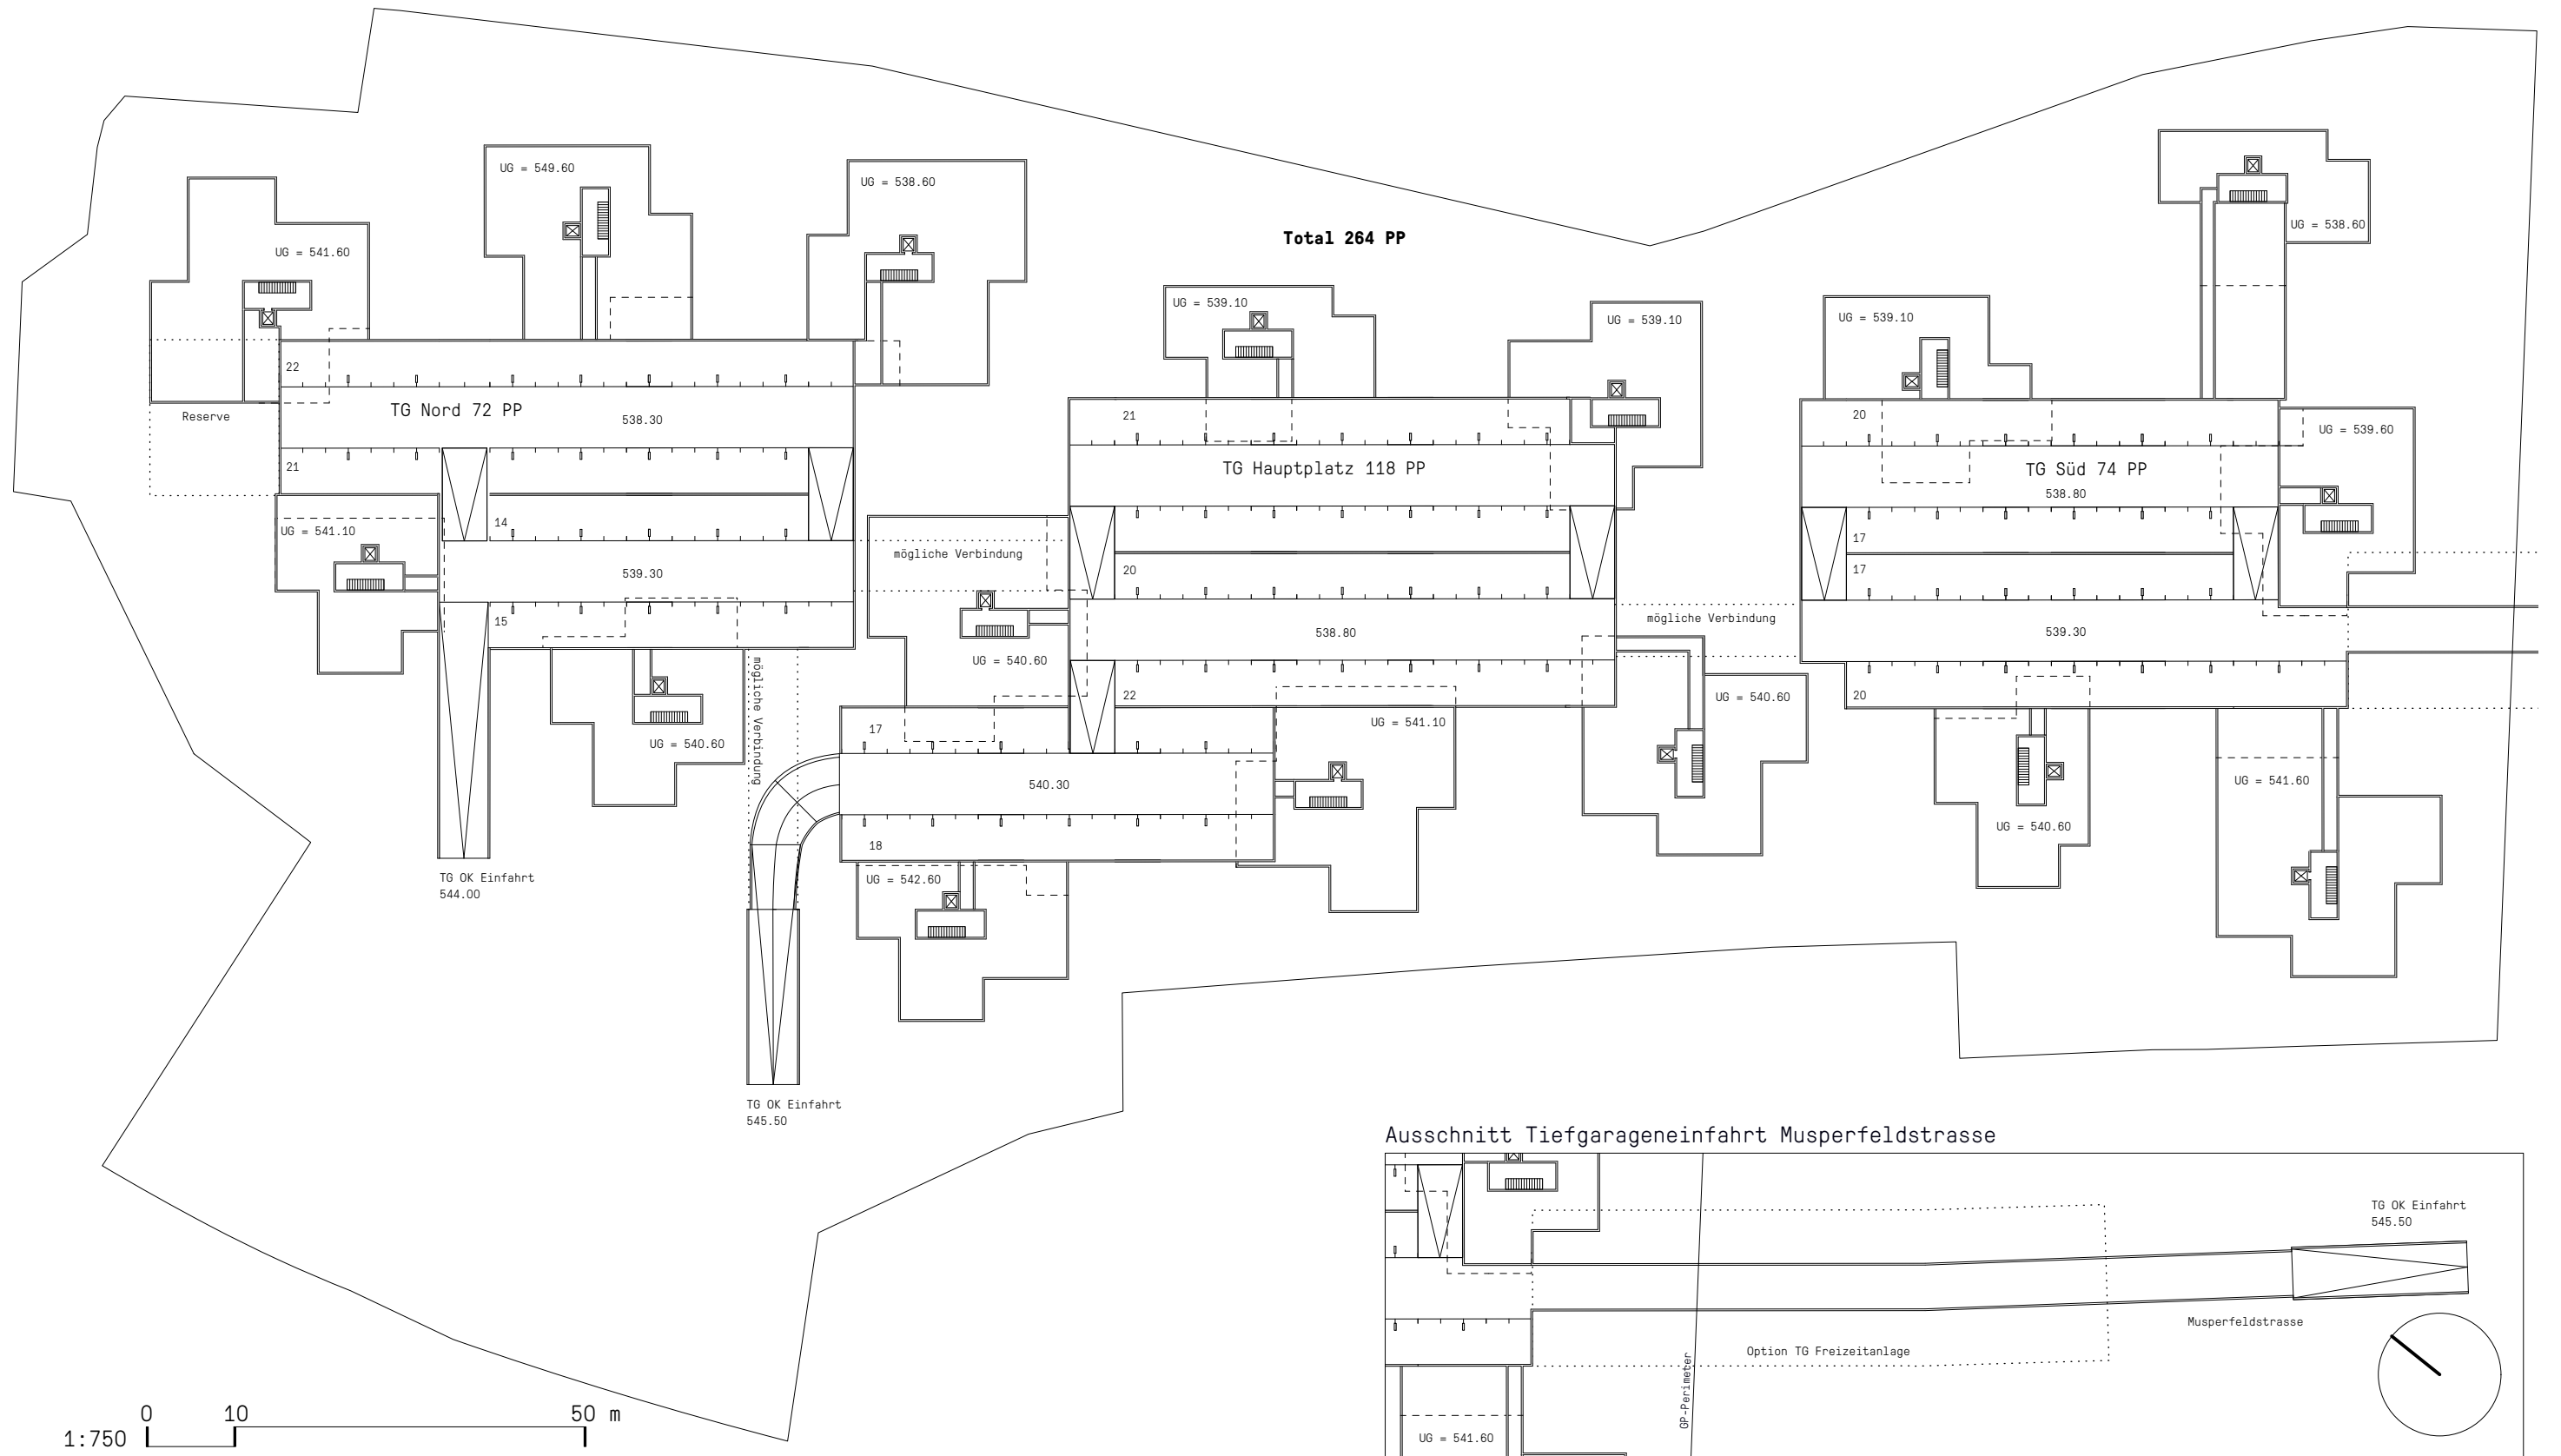 UG = 549.60
UG = 538.60
UG = 538.60
Total 264 PP
UG = 541.60
UG = 539.10
UG = 539.10
UG = 539.10
22
TG Nord 72 PP
538.30
Reserve
21
TG Hauptplatz 118 PP
20
UG = 539.60
TG Süd 74 PP
538.80
21
14
UG = 541.10
17
mögliche Verbindung
20
17
539.30
15
538.80
mögliche Verbindung
539.30
UG = 540.60
mögliche Verbindung
22
UG = 540.60
20
17
UG = 541.10
UG = 540.60
540.30
UG = 541.60
18
UG = 540.60
TG OK Einfahrt
544.00
UG = 542.60
TG OK Einfahrt
545.50
Ausschnitt Tiefgarageneinfahrt Musperfeldstrasse
TG OK Einfahrt
545.50
Musperfeldstrasse
Option TG Freizeitanlage
GP-Perimeter
UG = 541.60
0 10 50 m
1:750